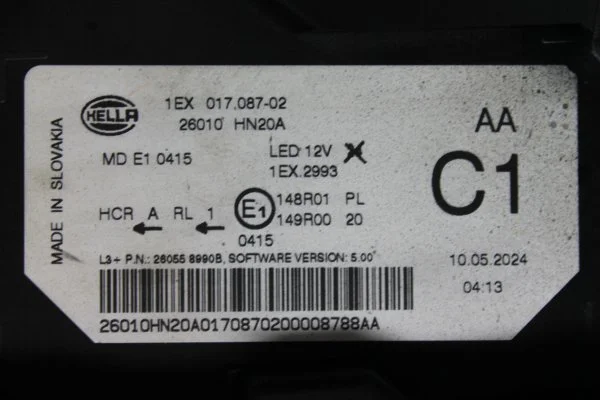 HELLA
1EX 017.087-02
26010 HN20A
AA
C1
MD E1 0415
LED 12V
1EX.2993
HCR A RL 1
E1
148R01 PL
149R00 20
0415
L3+ P.N.: 26055 8990B, SOFTWARE VERSION: 5.00
10.05.2024
04:13
26010HN20A0170870200008788AA
MADE IN SLOVAKIA